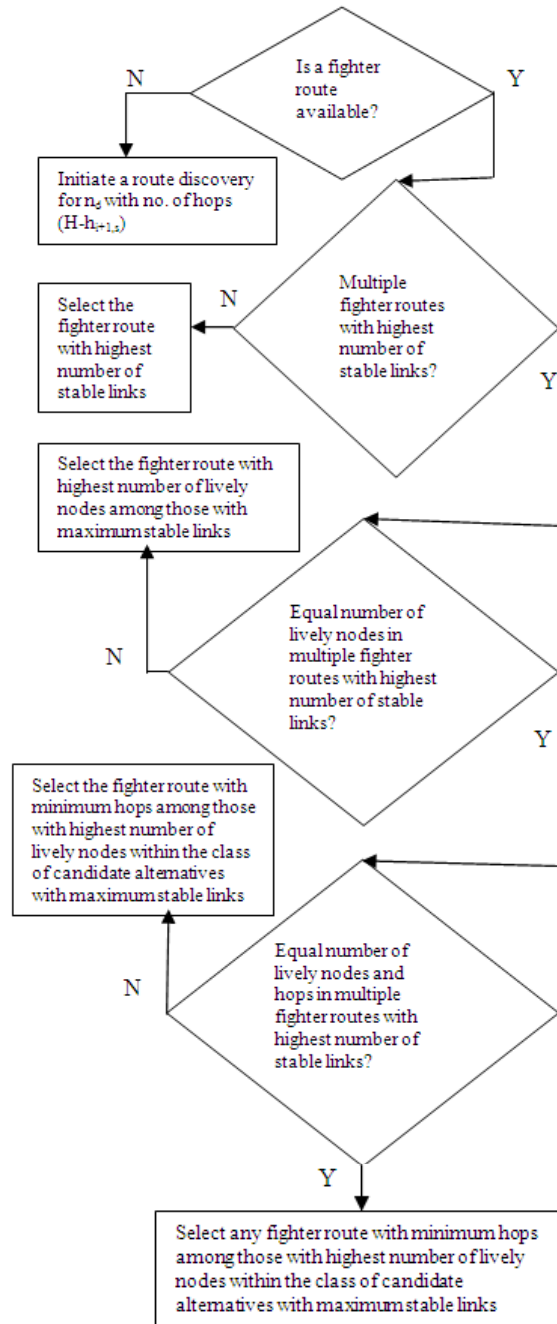 Is a fighter
route
available?
N
Y
Initiate a route discovery
for n_d with no. of hops
(H-h_{i+1,s})
Multiple
fighter routes
with highest
number of
stable links?
N
Y
Select the
fighter route
with highest
number of
stable links
Select the fighter route with
highest number of lively
nodes among those with
maximum stable links
Equal number of
lively nodes in
multiple fighter
routes with highest
number of stable
links?
N
Y
Select the fighter route with
minimum hops among those
with highest number of
lively nodes within the class
of candidate alternatives
with maximum stable links
Equal number of
lively nodes and
hops in multiple
fighter routes with
highest number of
stable links?
N
Y
Select any fighter route with minimum hops
among those with highest number of lively
nodes within the class of candidate
alternatives with maximum stable links